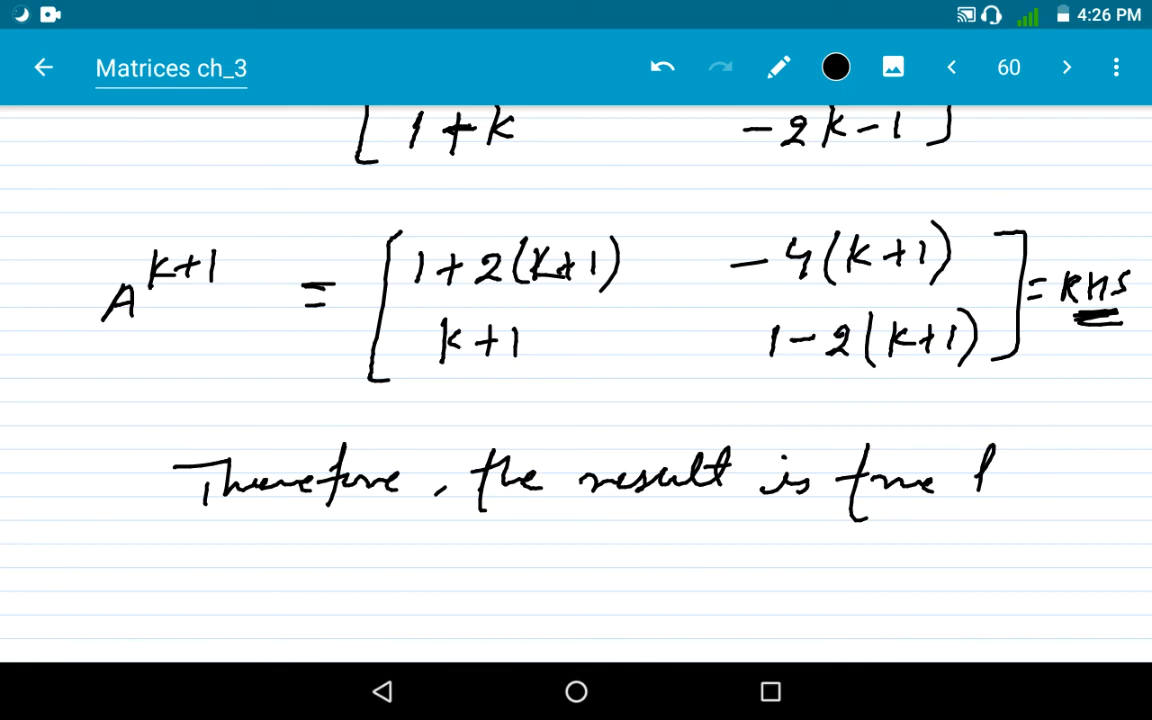 4:26 PM
Matrices ch_3 60
[ 1+k -2k-1 ]
A^{k+1} = [ 1+2(k+1) -4(k+1) ] = RHS
k+1 1-2(k+1)
Therefore, the result is true